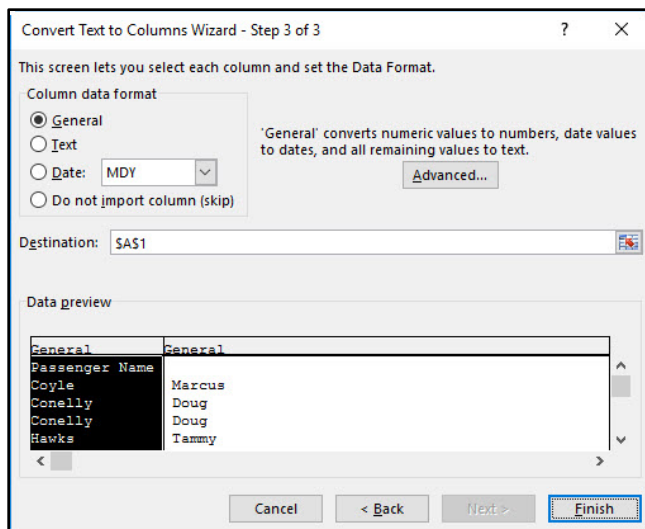 Convert Text to Columns Wizard - Step 3 of 3 ? ×
This screen lets you select each column and set the Data Format.
Column data format
General
Text
Date: MDY
Do not import column (skip)
'General' converts numeric values to numbers, date values
to dates, and all remaining values to text.
Advanced...
Destination: $A$1
Data preview
General General
Passenger Name
Coyle Marcus
Conelly Doug
Conelly Doug
Hawks Tammy
Cancel < Back Next > Finish